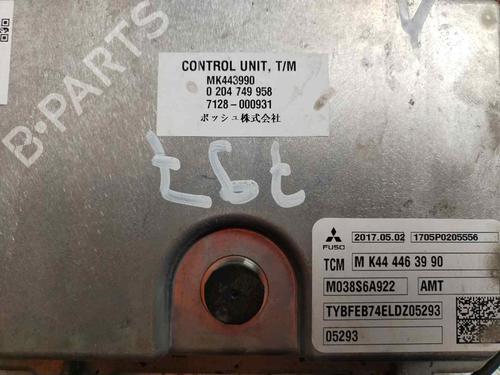 B-PARTS
CONTROL UNIT, T/M
MK443990
0 204 749 958
7128-000931
ボッシュ株式会社
FUSO
2017.05.02
1705P0205556
TCM
M K44 446 39 90
M038S6A922
AMT
TYBFEB74ELDZ05293
05293